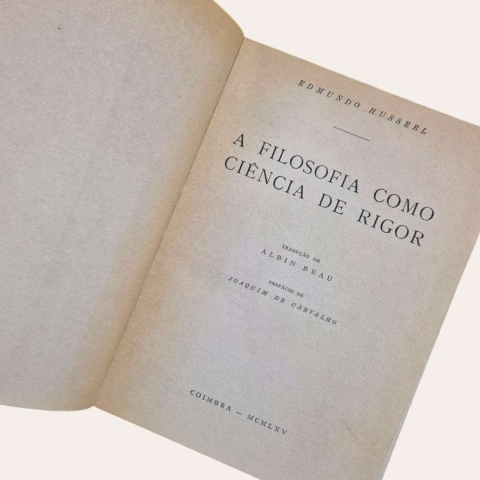 EDMUNDO HUSSERL
A FILOSOFIA COMO
CIÊNCIA DE RIGOR
TRADUÇÃO DE
ALBIN BEAU
PREFÁCIO DE
JOAQUIM DE CARVALHO
COIMBRA — MCMLXV